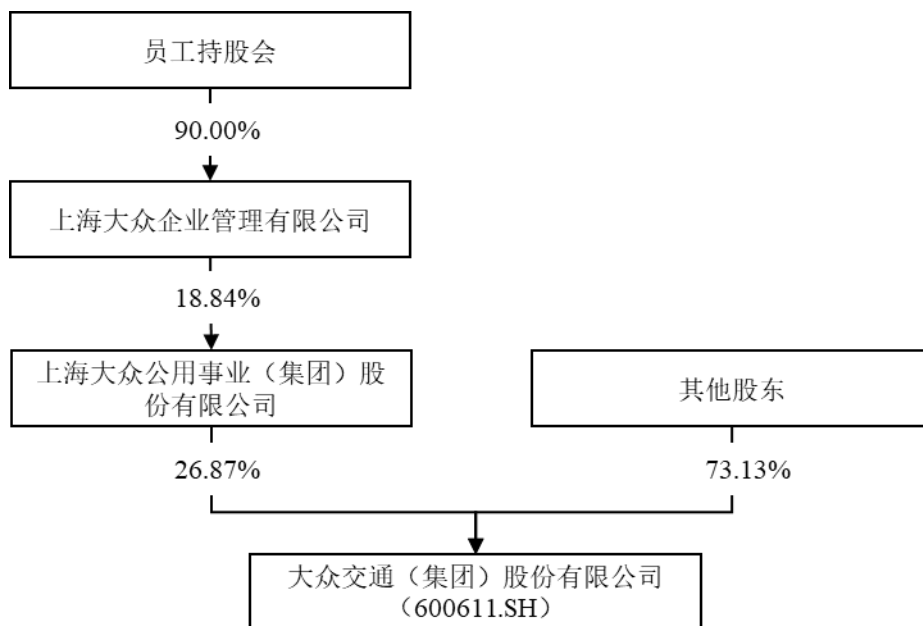 员工持股会
90.00%
上海大众企业管理有限公司
18.84%
上海大众公用事业（集团）股
份有限公司
其他股东
26.87%
73.13%
大众交通（集团）股份有限公司
（600611.SH）